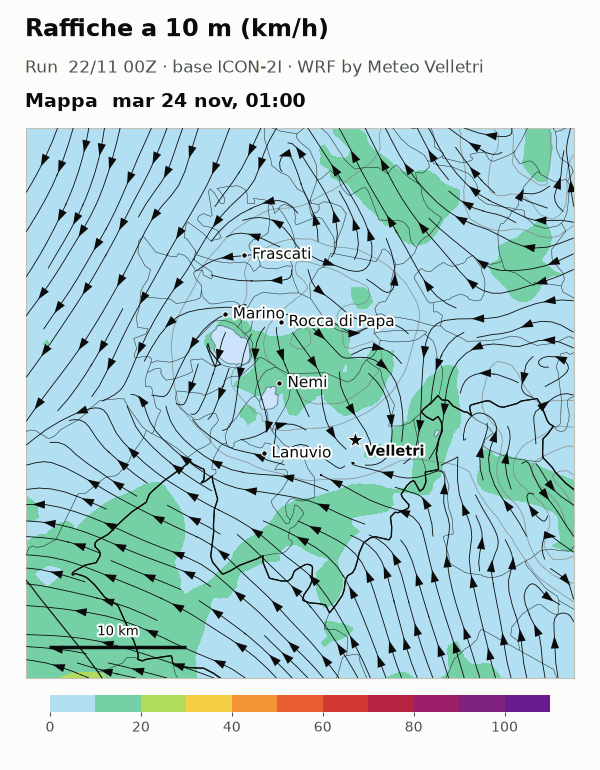 Raffiche a 10 m (km/h)
Run 22/11 00Z · base ICON-2I · WRF by Meteo Velletri
Mappa mar 24 nov, 01:00
Frascati
Marino
Rocca di Papa
Nemi
Velletri
Lanuvio
10 km
0 20 40 60 80 100